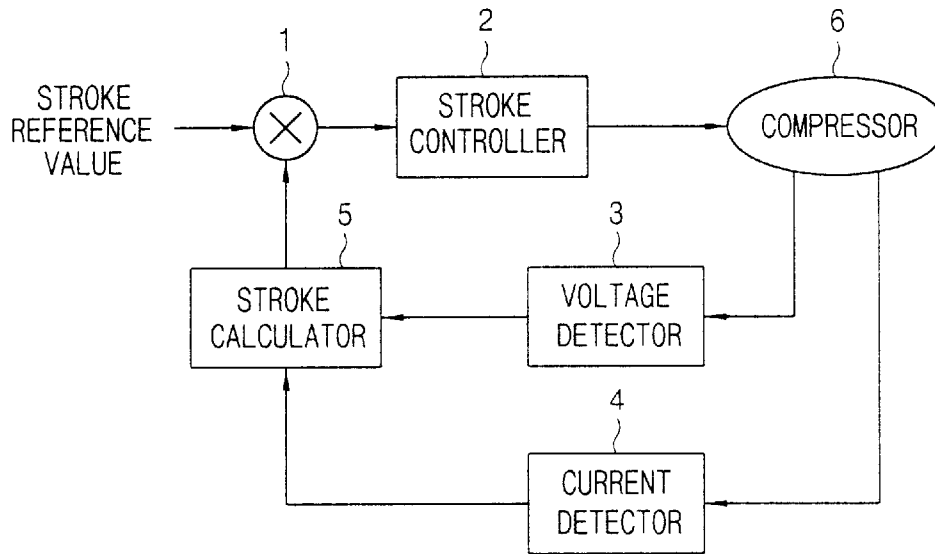 1
2
6
STROKE
REFERENCE
VALUE
STROKE
CONTROLLER
COMPRESSOR
5
3
STROKE
CALCULATOR
VOLTAGE
DETECTOR
4
CURRENT
DETECTOR